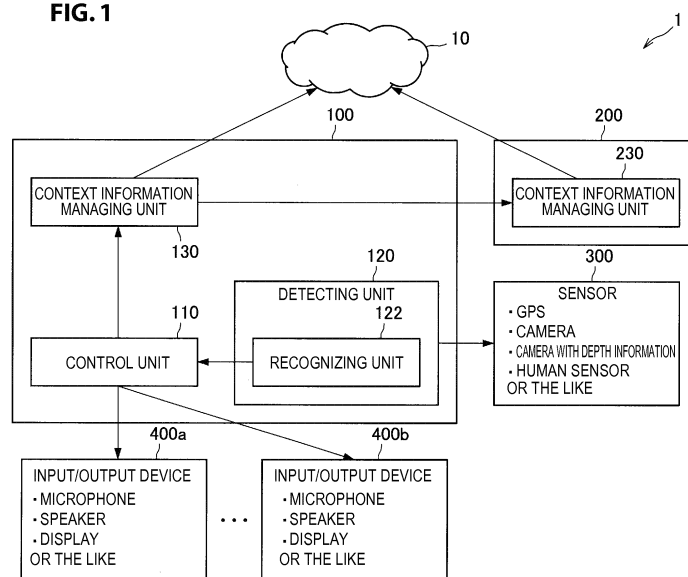 FIG. 1
10
1
100
200
230
CONTEXT INFORMATION
MANAGING UNIT
130
CONTEXT INFORMATION
MANAGING UNIT
120
300
DETECTING UNIT
110
122
CONTROL UNIT
RECOGNIZING UNIT
SENSOR
・GPS
・CAMERA
・CAMERA WITH DEPTH INFORMATION
・HUMAN SENSOR
OR THE LIKE
400a
400b
INPUT/OUTPUT DEVICE
・MICROPHONE
・SPEAKER
・DISPLAY
OR THE LIKE
・・・
INPUT/OUTPUT DEVICE
・MICROPHONE
・SPEAKER
・DISPLAY
OR THE LIKE